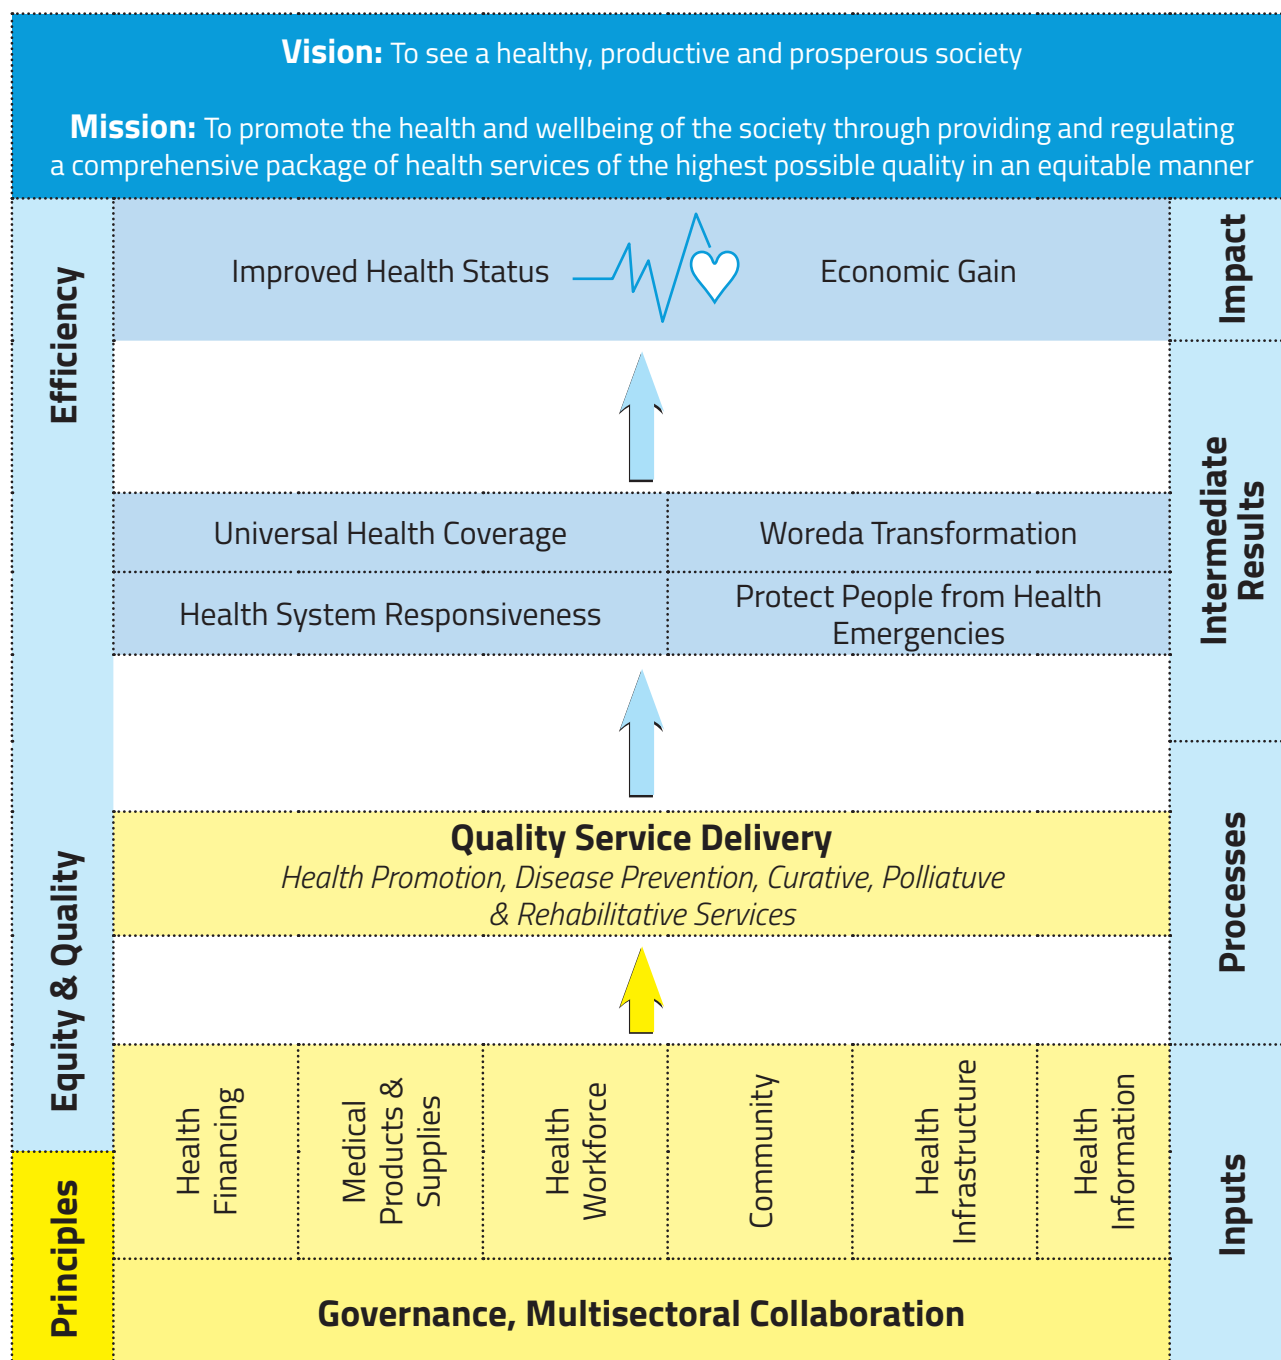 Vision: To see a healthy, productive and prosperous society
Mission: To promote the health and wellbeing of the society through providing and regulating
a comprehensive package of health services of the highest possible quality in an equitable manner
Efficiency
Improved Health Status
Economic Gain
Impact
Universal Health Coverage
Woreda Transformation
Health System Responsiveness
Protect People from Health
Emergencies
Intermediate
Results
Equity & Quality
Quality Service Delivery
Health Promotion, Disease Prevention, Curative, Polliatuve
& Rehabilitative Services
Processes
Health
Financing
Medical
Products &
Supplies
Health
Workforce
Community
Health
Infrastructure
Health
Information
Inputs
Principles
Governance, Multisectoral Collaboration